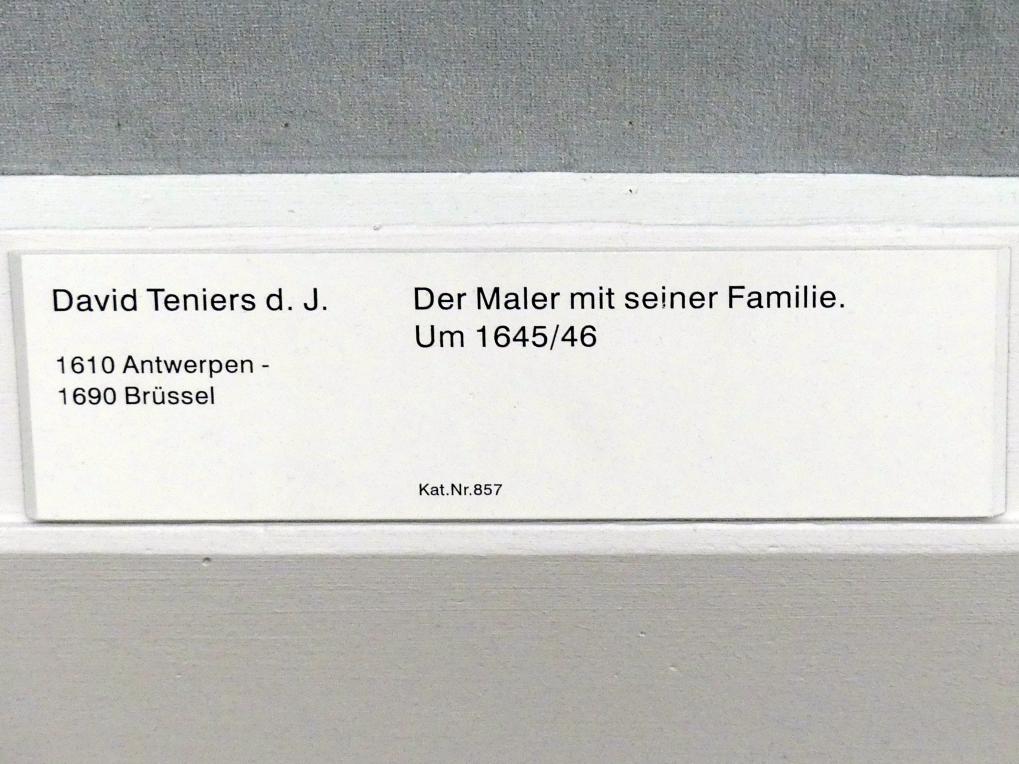 David Teniers d. J.
1610 Antwerpen -
1690 Brüssel
Der Maler mit seiner Familie.
Um 1645/46
Kat.Nr.857